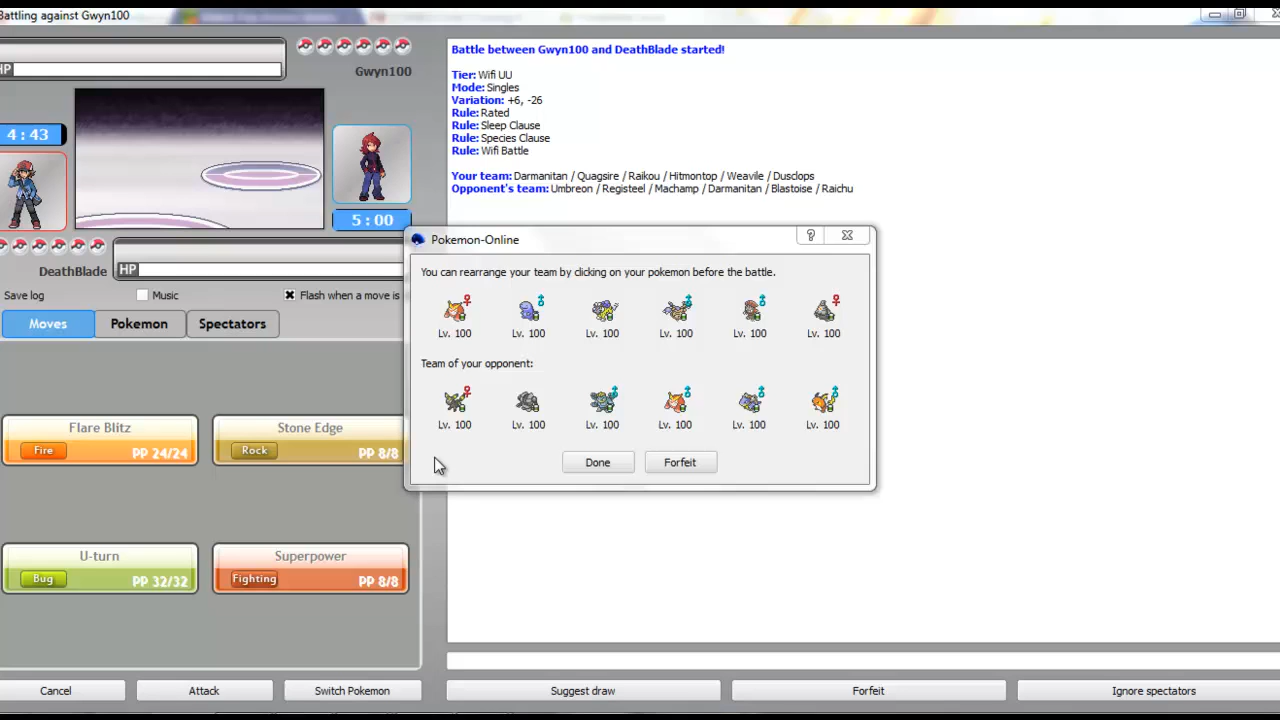 Battling against Gwyn100
HP
Gwyn100
4:43
5:00
DeathBlade
HP
Save log
Music
Flash when a move is
Moves
Pokemon
Spectators
Flare Blitz
Fire
PP 24/24
Stone Edge
Rock
PP 8/8
U-turn
Bug
PP 32/32
Superpower
Fighting
PP 8/8
Cancel
Attack
Switch Pokemon
Battle between Gwyn100 and DeathBlade started!
Tier: Wifi UU
Mode: Singles
Variation: +6, -26
Rule: Rated
Rule: Sleep Clause
Rule: Species Clause
Rule: Wifi Battle
Your team: Darmanitan / Quagsire / Raikou / Hitmontop / Weavile / Dusclops
Opponent's team: Umbreon / Registeel / Machamp / Darmanitan / Blastoise / Raichu
Pokemon-Online
You can rearrange your team by clicking on your pokemon before the battle.
Lv. 100 Lv. 100 Lv. 100 Lv. 100 Lv. 100 Lv. 100
Team of your opponent:
Lv. 100 Lv. 100 Lv. 100 Lv. 100 Lv. 100 Lv. 100
Done
Forfeit
Suggest draw
Forfeit
Ignore spectators